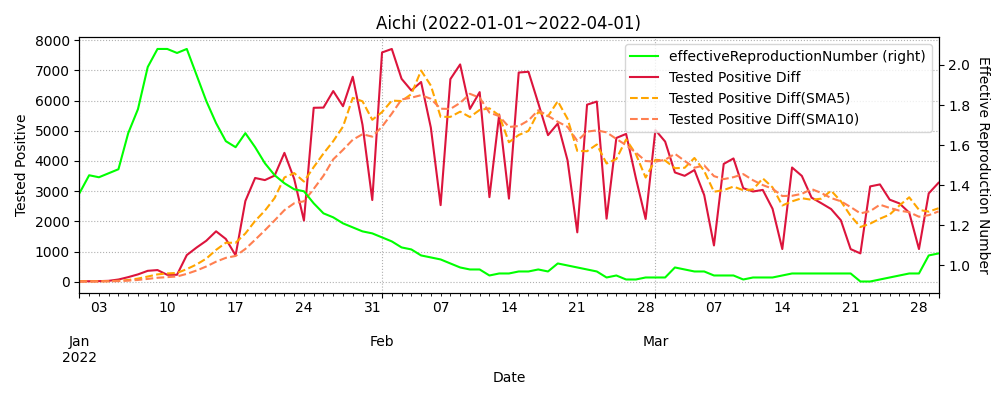 Aichi (2022-01-01~2022-04-01)
effectiveReproductionNumber (right)
Tested Positive Diff
Tested Positive Diff(SMA5)
Tested Positive Diff(SMA10)
Tested Positive
8000
7000
6000
5000
4000
3000
2000
1000
0
2.0
1.8
1.6
1.4
1.2
1.0
Effective Reproduction Number
03 10 17 24 31 07 14 21 28 07 14 21 28
Jan Feb Mar
2022
Date